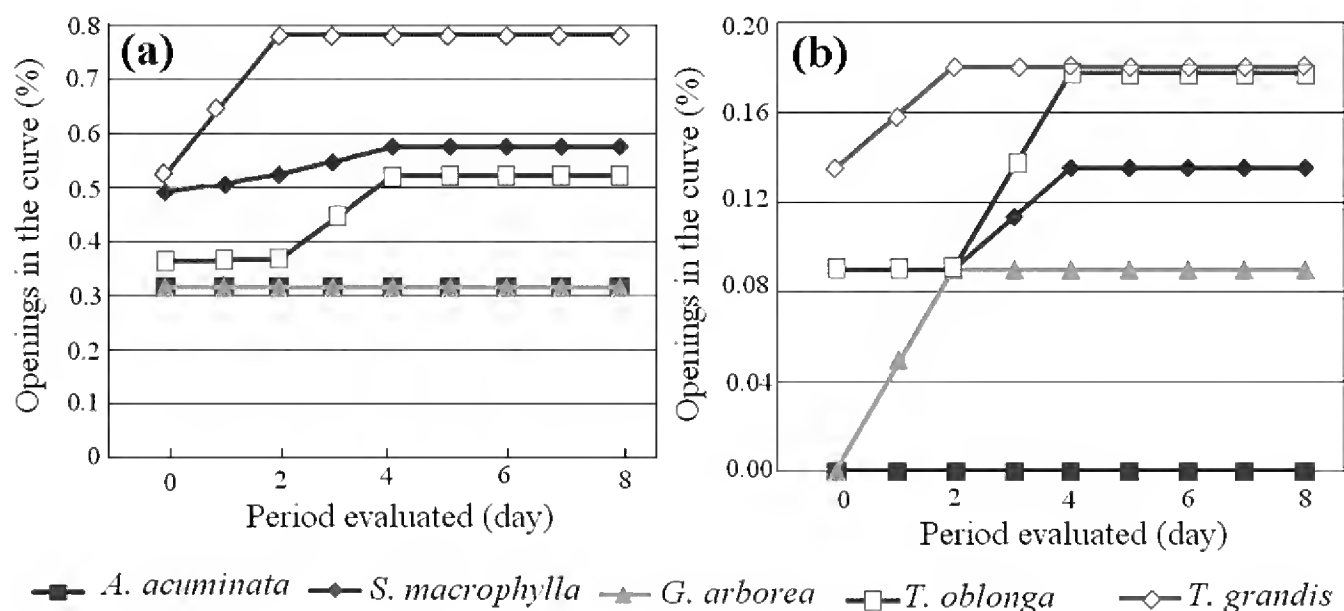 (a)
Openings in the curve (%)
0.8
0.7
0.6
0.5
0.4
0.3
0.2
0.1
0
0 2 4 6 8
Period evaluated (day)
(b)
Openings in the curve (%)
0.20
0.16
0.12
0.08
0.04
0.00
0 2 4 6 8
Period evaluated (day)
A. acuminata S. macrophylla G. arborea T. oblonga T. grandis